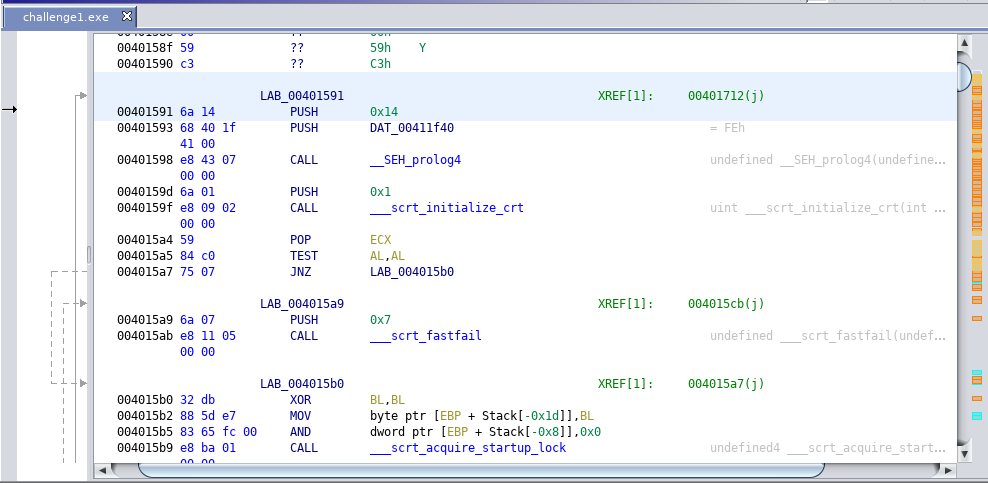 challenge1.exe
0040158f 59 ?? 59h Y
00401590 c3 ?? C3h
LAB_00401591 XREF[1]: 00401712(j)
00401591 6a 14 PUSH 0x14
00401593 68 40 1f PUSH DAT_00411f40 = FEh
41 00
00401598 e8 43 07 CALL __SEH_prolog4 undefined __SEH_prolog4(undefine...
00 00
0040159d 6a 01 PUSH 0x1
0040159f e8 09 02 CALL ___scrt_initialize_crt uint ___scrt_initialize_crt(int ...
00 00
004015a4 59 POP ECX
004015a5 84 c0 TEST AL,AL
004015a7 75 07 JNZ LAB_004015b0
LAB_004015a9 XREF[1]: 004015cb(j)
004015a9 6a 07 PUSH 0x7
004015ab e8 11 05 CALL ___scrt_fastfail undefined ___scrt_fastfail(undef...
00 00
LAB_004015b0 XREF[1]: 004015a7(j)
004015b0 32 db XOR BL,BL
004015b2 88 5d e7 MOV byte ptr [EBP + Stack[-0x1d]],BL
004015b5 83 65 fc 00 AND dword ptr [EBP + Stack[-0x8]],0x0
004015b9 e8 ba 01 CALL ___scrt_acquire_startup_lock undefined4 ___scrt_acquire_start...
00 00